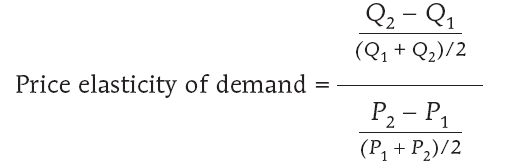 Q₂ – Q₁
(Q₁ + Q₂)/2
Price elasticity of demand =
P₂ – P₁
(P₁ + P₂)/2